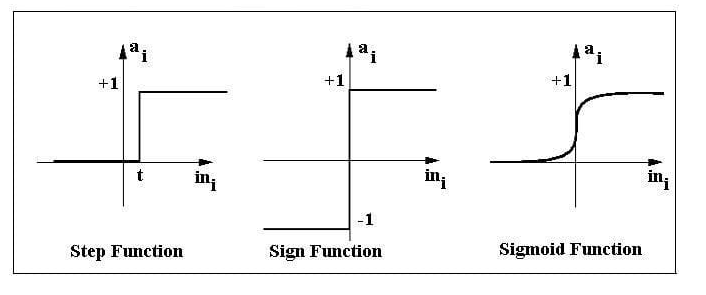 a i
+1
t
in i
Step Function
a i
+1
in i
-1
Sign Function
a i
+1
in i
Sigmoid Function